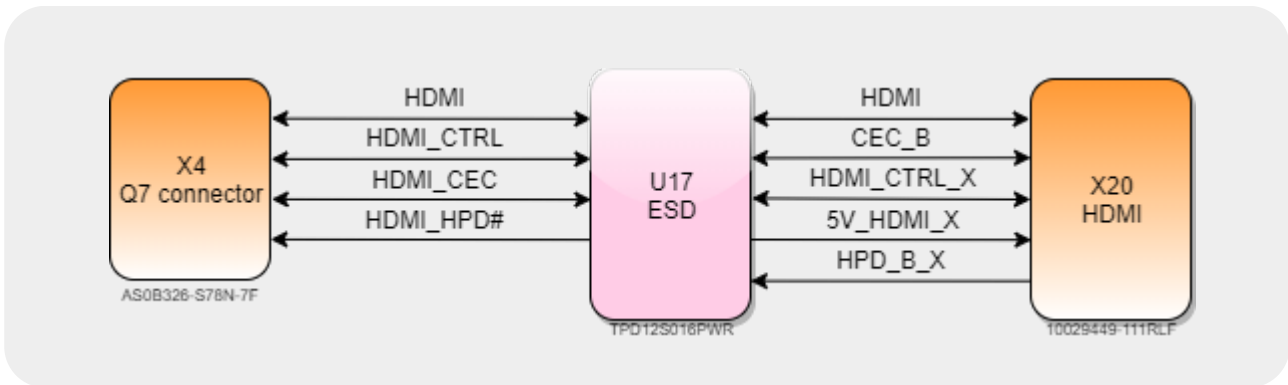 X4
Q7 connector
AS0B326-S78N-7F
HDMI
HDMI_CTRL
HDMI_CEC
HDMI_HPD#
U17
ESD
TPD12S016PWR
HDMI
CEC_B
HDMI_CTRL_X
5V_HDMI_X
HPD_B_X
X20
HDMI
10029449-111RLF